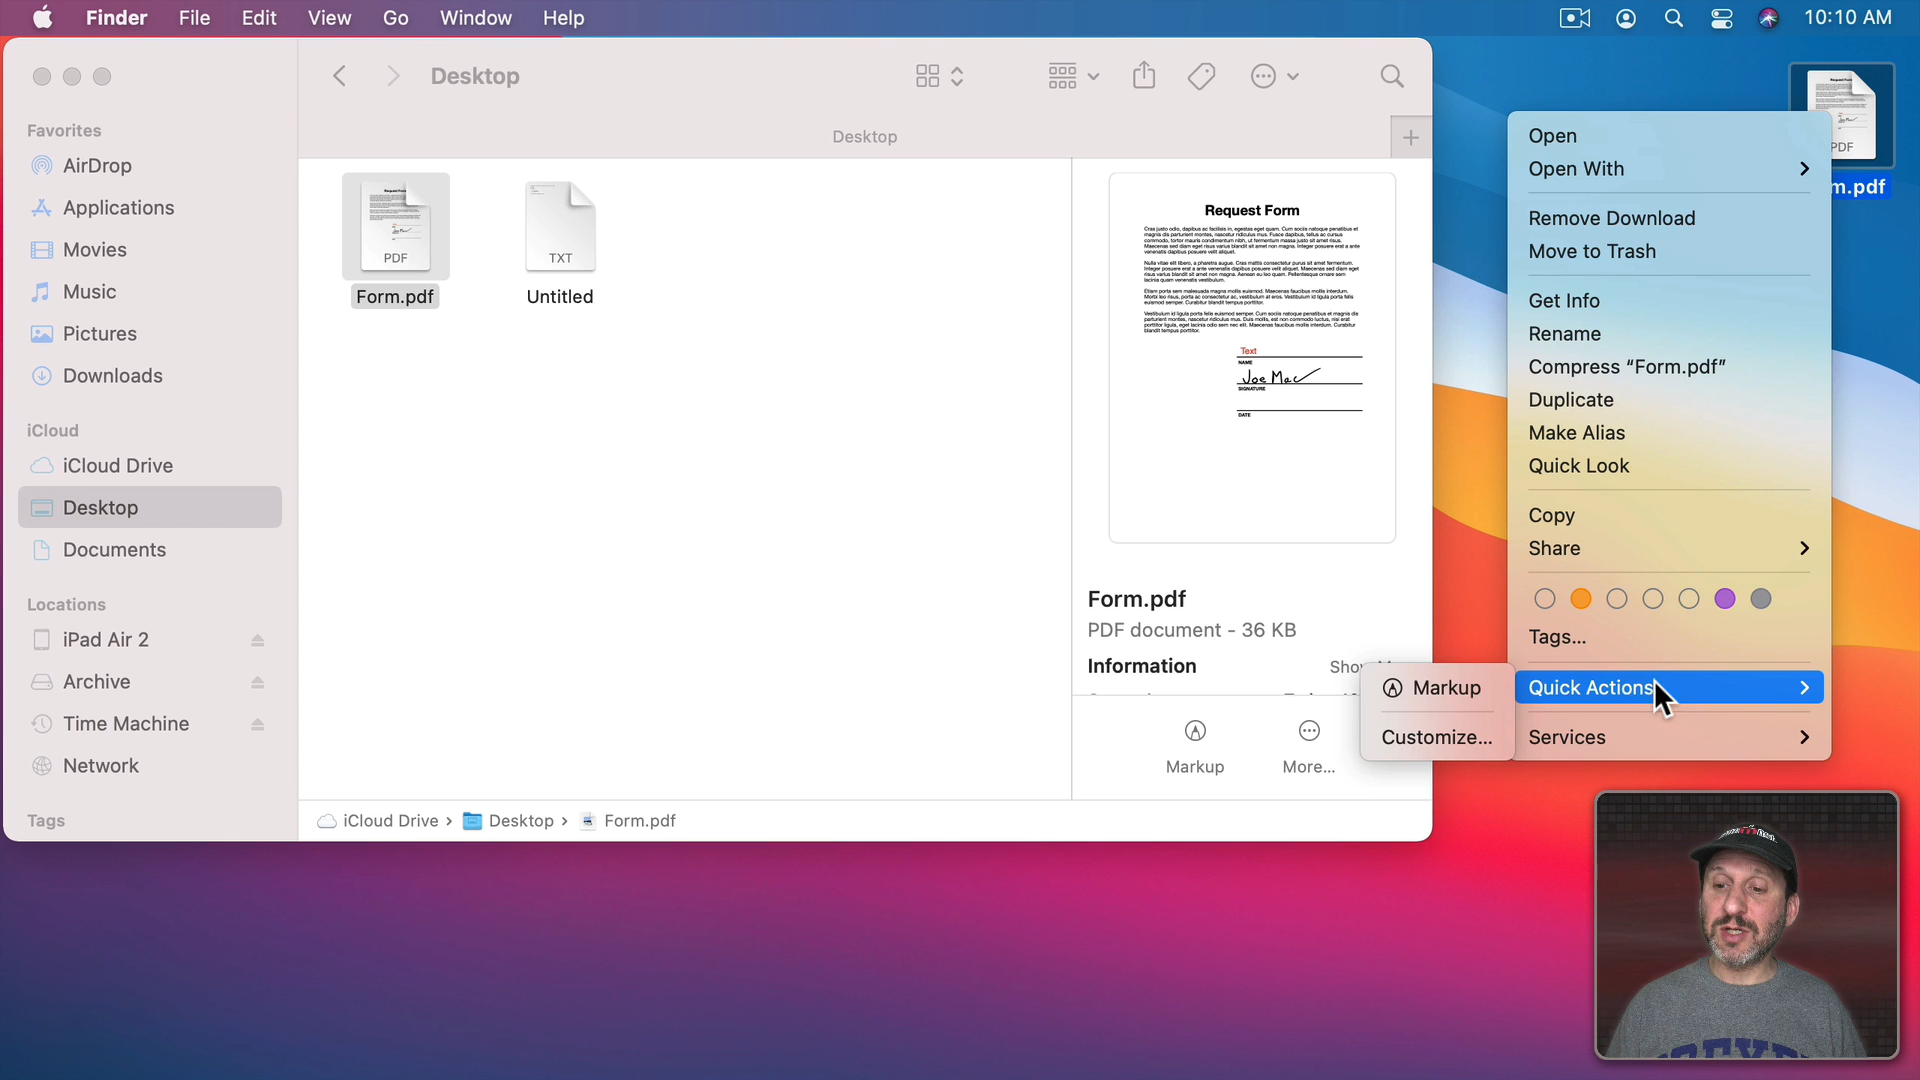 Finder File Edit View Go Window Help 10:10 AM
Desktop
Desktop
Favorites
AirDrop
Applications
Movies
Music
Pictures
Downloads
iCloud
iCloud Drive
Desktop
Documents
Locations
iPad Air 2
Archive
Time Machine
Network
Tags
PDF
Form.pdf
TXT
Untitled
Request Form
Text
NAME
Joe Mac
SIGNATURE
DATE
Form.pdf
PDF document - 36 KB
Information
Markup
More...
iCloud Drive › Desktop › Form.pdf
PDF
m.pdf
Open
Open With
Remove Download
Move to Trash
Get Info
Rename
Compress “Form.pdf”
Duplicate
Make Alias
Quick Look
Copy
Share
Tags...
Quick Actions
Services
Markup
Customize...